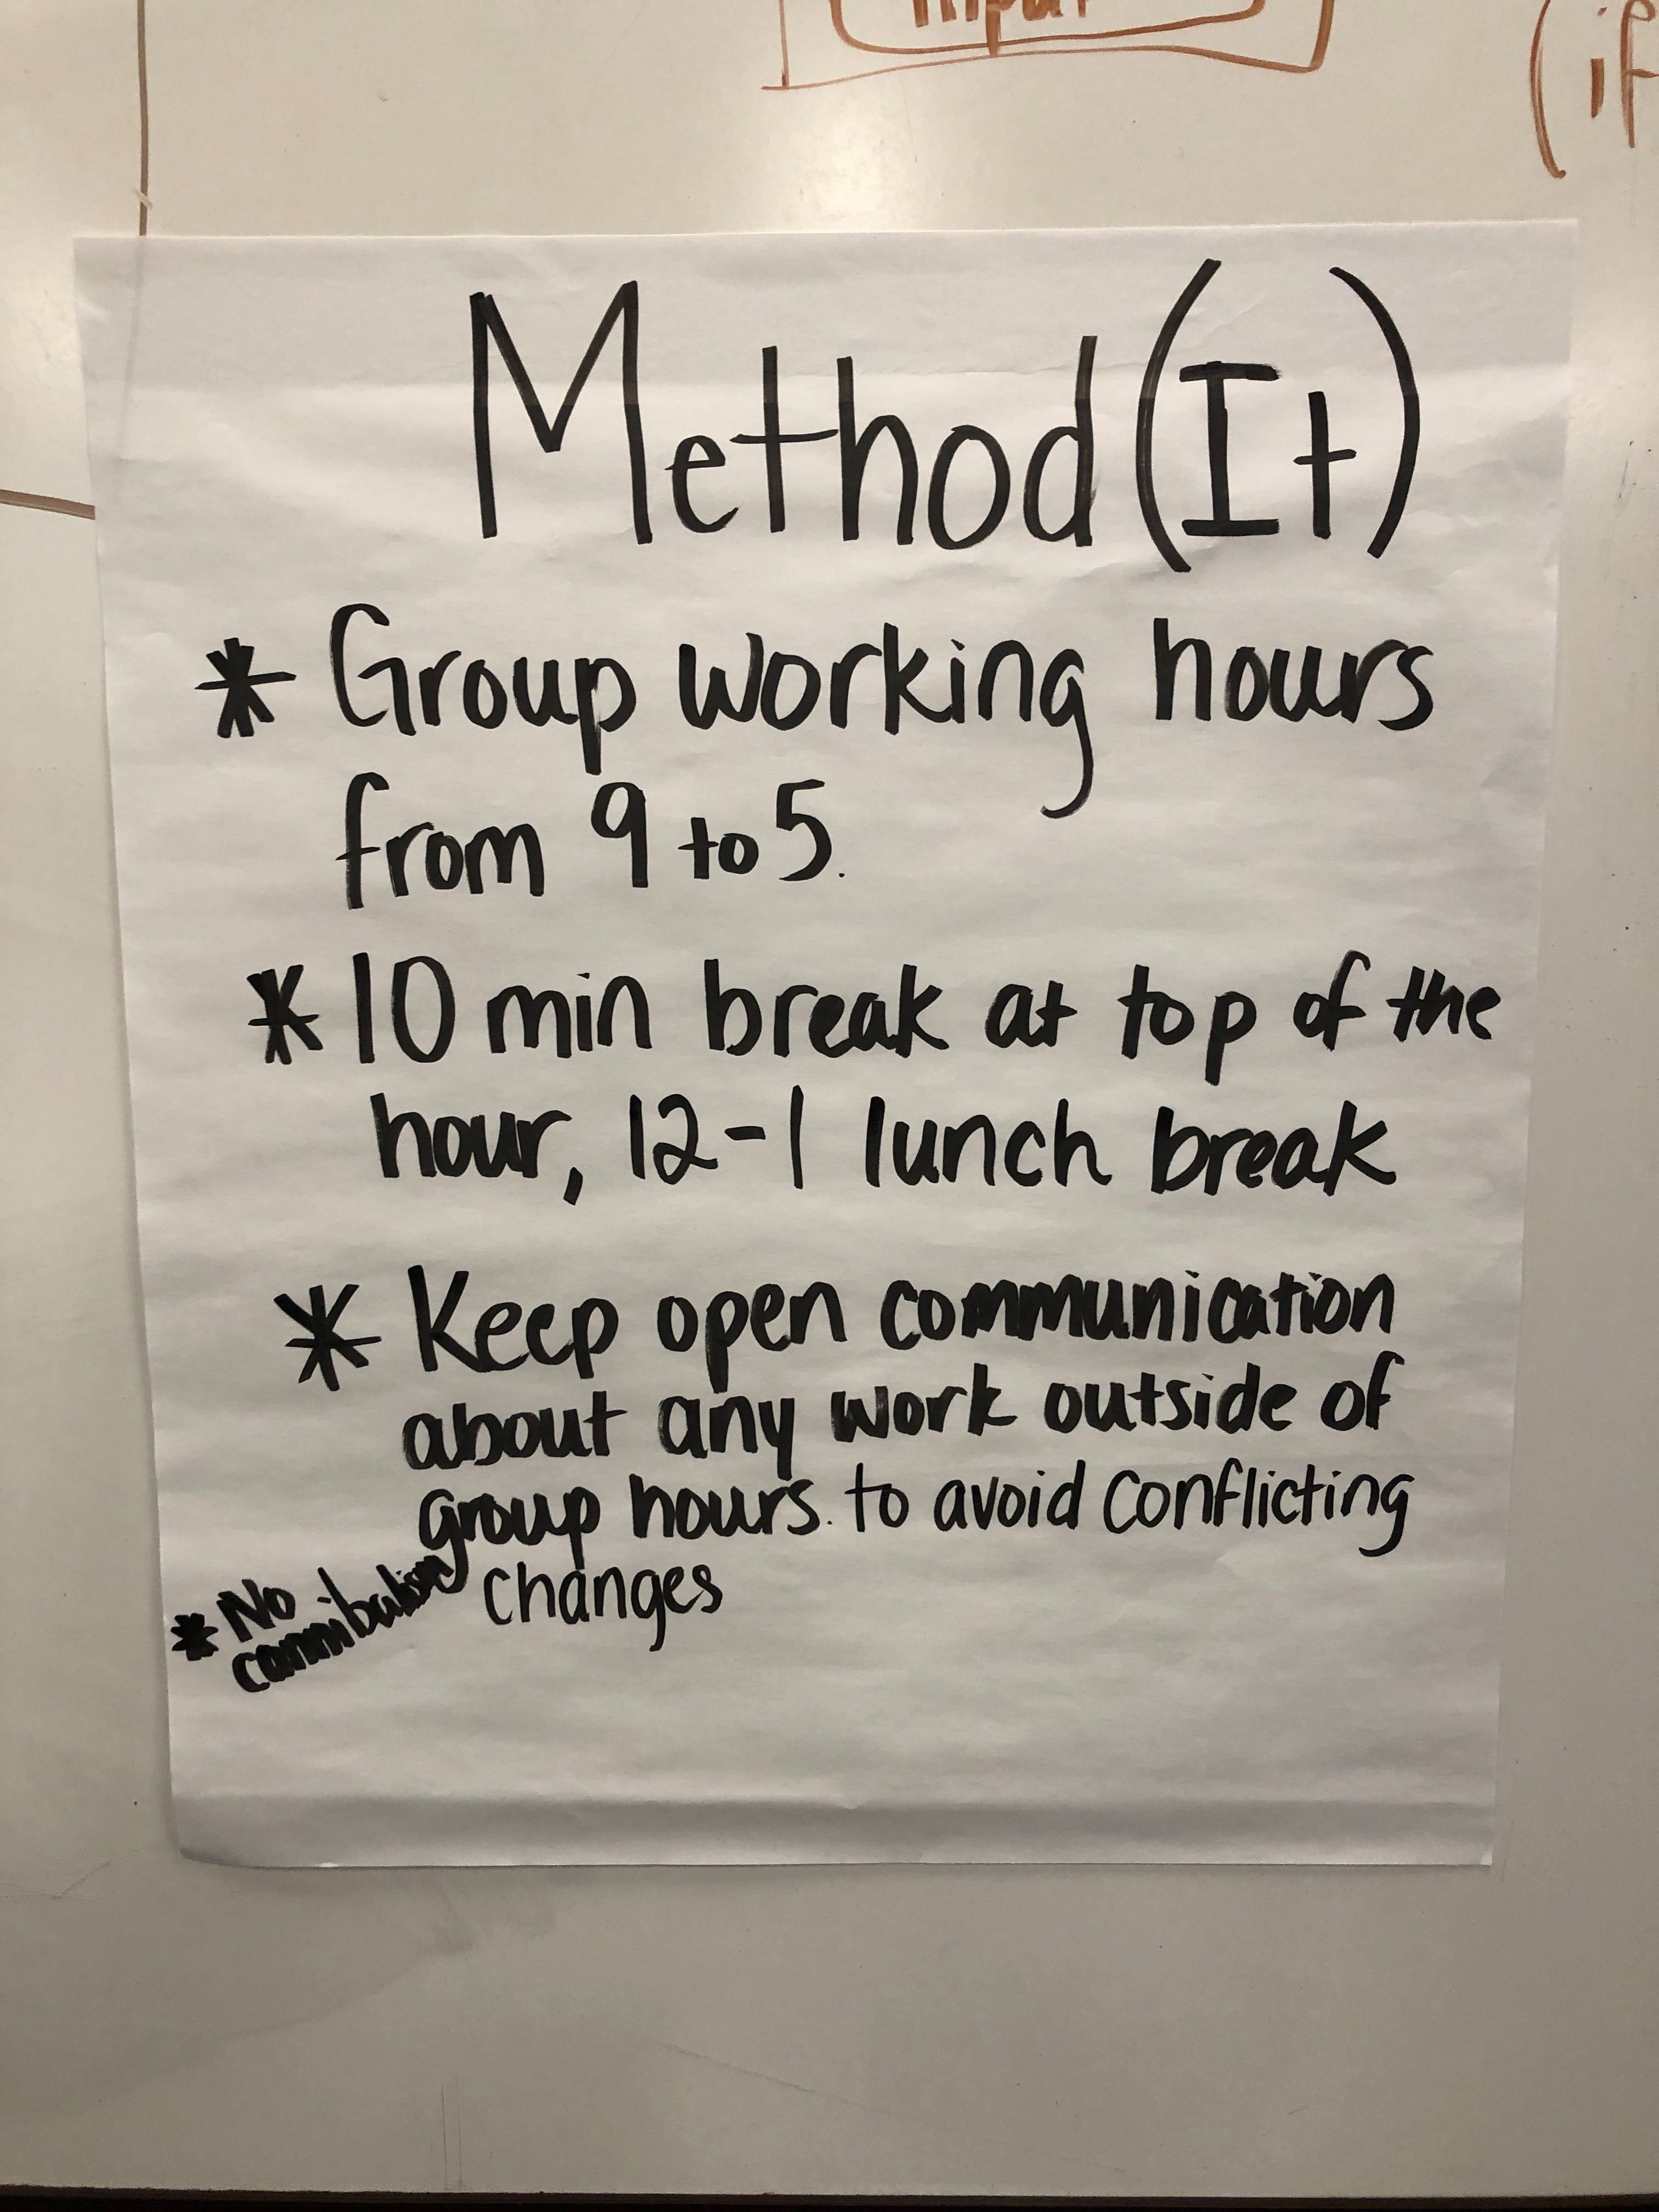 input
(if
Method(It)
* Group working hours
from 9 to 5.
* 10 min break at top of the
hour, 12-1 lunch break
* Keep open communication
about any work outside of
group hours. to avoid conflicting
changes
* No
cannibalism